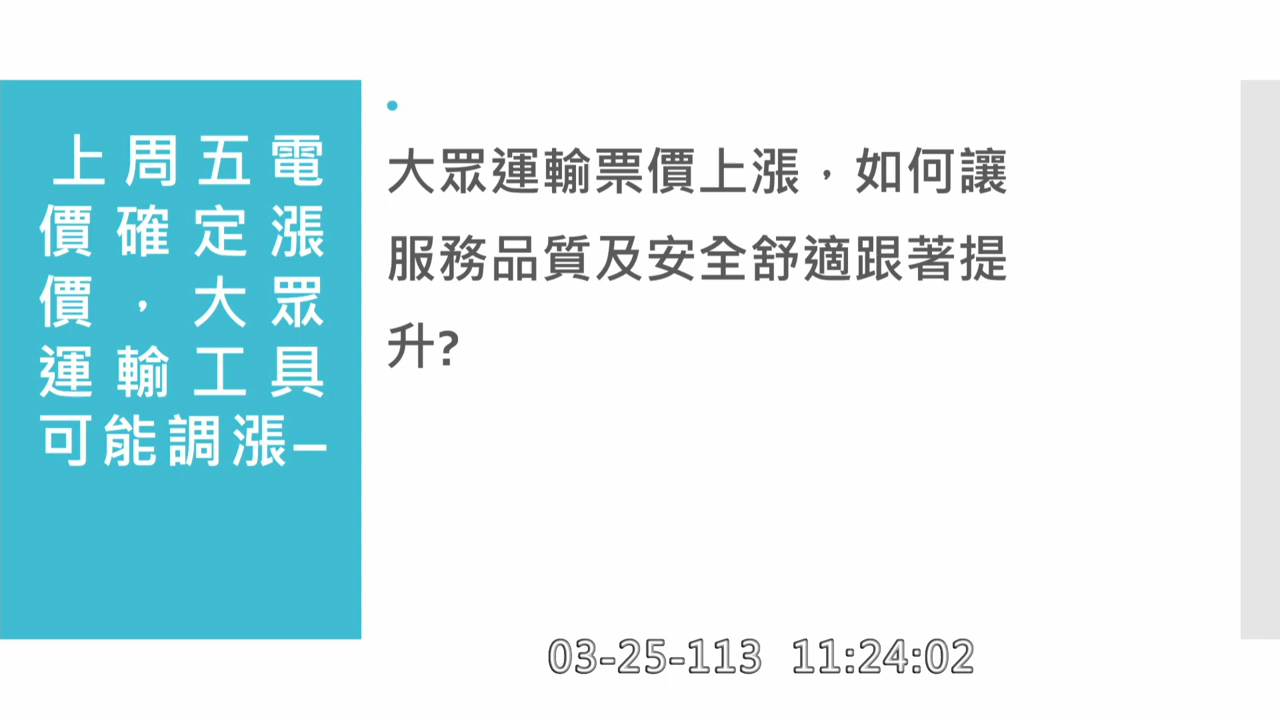 上周五電
價確定漲
價，大眾
運輸工具
可能調漲–
大眾運輸票價上漲，如何讓
服務品質及安全舒適跟著提
升?
03-25-113 11:24:02